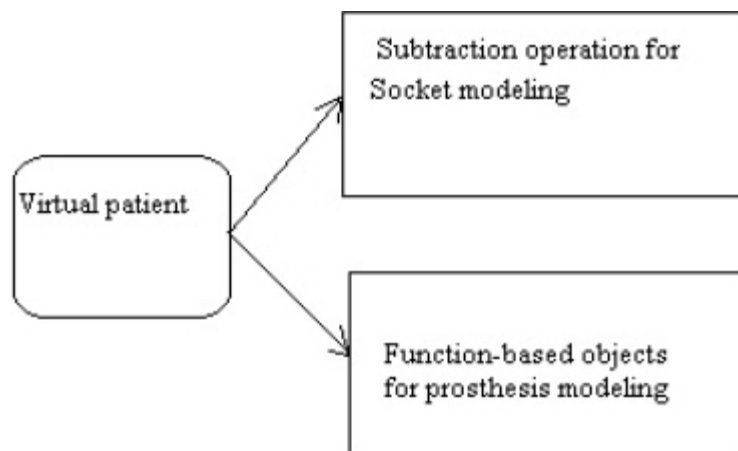 Subtraction operation for
Socket modeling
Virtual patient
Function-based objects
for prosthesis modeling